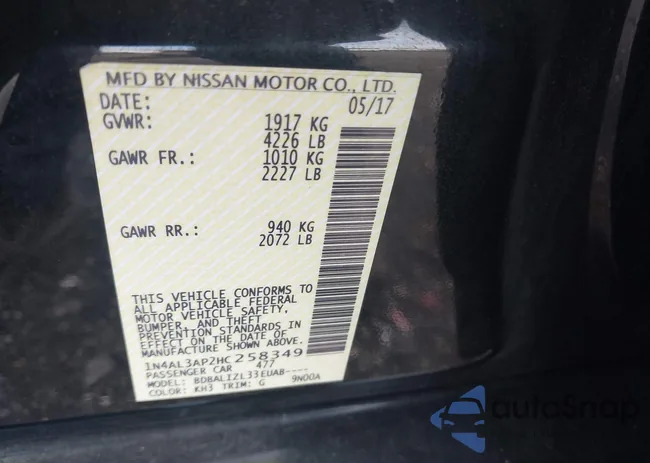 MFD BY NISSAN MOTOR CO., LTD.
DATE: 05/17
GVWR: 1917 KG
4226 LB
GAWR FR.: 1010 KG
2227 LB
GAWR RR.: 940 KG
2072 LB
THIS VEHICLE CONFORMS TO
ALL APPLICABLE FEDERAL
MOTOR VEHICLE SAFETY,
BUMPER, AND THEFT
PREVENTION STANDARDS IN
EFFECT ON THE DATE OF
MANUFACTURE SHOWN ABOVE.
1N4AL3AP2HC258349
PASSENGER CAR 477
MODEL: BDBALIZL33EUAB----
COLOR: KH3 TRIM: G 9N00A
autoSnap